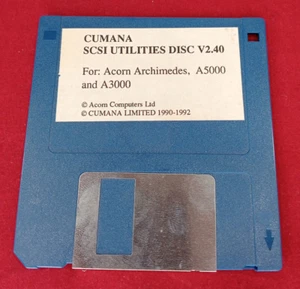 CUMANA
SCSI UTILITIES DISC V2.40
For: Acorn Archimedes, A5000
and A3000
© Acorn Computers Ltd
© CUMANA LIMITED 1990-1992